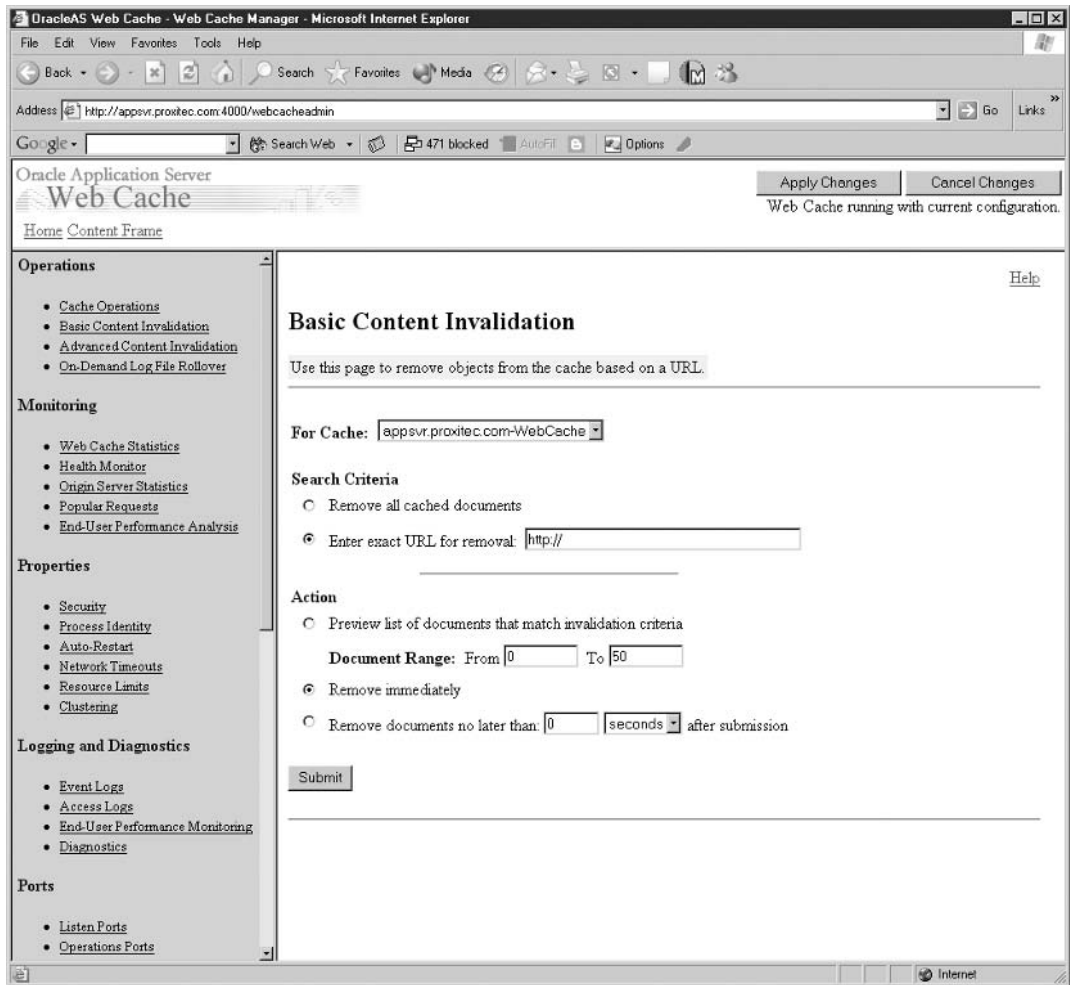 OracleAS Web Cache - Web Cache Manager - Microsoft Internet Explorer
File Edit View Favorites Tools Help
Back Search Favorites Media
Address http://appsvr.proxitec.com:4000/webcacheadmin Go Links »
Google Search Web 471 blocked AutoFill Options
Oracle Application Server
Web Cache
Home Content Frame
Apply Changes Cancel Changes
Web Cache running with current configuration.
Operations
• Cache Operations
• Basic Content Invalidation
• Advanced Content Invalidation
• On-Demand Log File Rollover
Monitoring
• Web Cache Statistics
• Health Monitor
• Origin Server Statistics
• Popular Requests
• End-User Performance Analysis
Properties
• Security
• Process Identity
• Auto-Restart
• Network Timeouts
• Resource Limits
• Clustering
Logging and Diagnostics
• Event Logs
• Access Logs
• End-User Performance Monitoring
• Diagnostics
Ports
• Listen Ports
• Operations Ports
Help
Basic Content Invalidation
Use this page to remove objects from the cache based on a URL.
For Cache: appsvr.proxitec.com-WebCache
Search Criteria
Remove all cached documents
Enter exact URL for removal: http://
Action
Preview list of documents that match invalidation criteria
Document Range: From 0 To 50
Remove immediately
Remove documents no later than: 0 seconds after submission
Submit
Internet